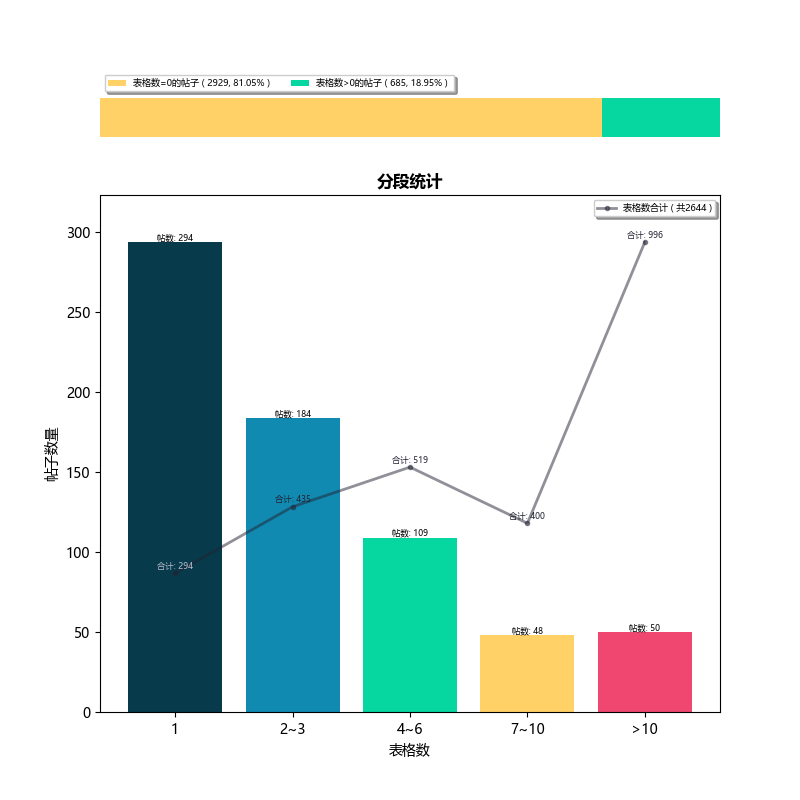 表格数=0的帖子 ( 2929, 81.05% )
表格数>0的帖子 ( 685, 18.95% )
分段统计
表格数合计 ( 共2644 )
帖子数量
300
250
200
150
100
50
0
帖数: 294
帖数: 184
帖数: 109
帖数: 48
帖数: 50
合计: 294
合计: 435
合计: 519
合计: 400
合计: 996
1
2~3
4~6
7~10
>10
表格数